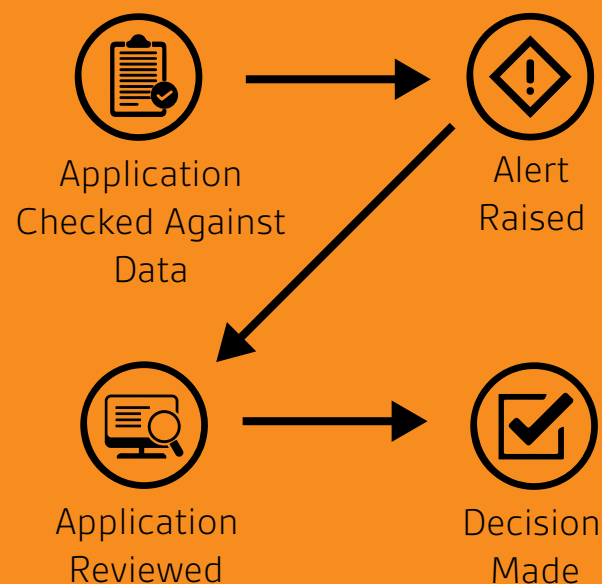 Application
Checked Against
Data
Alert
Raised
Application
Reviewed
Decision
Made